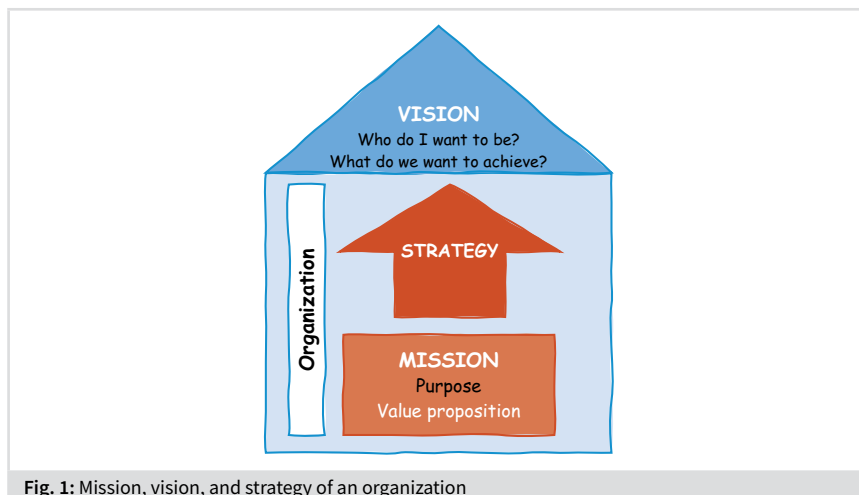 VISION
Who do I want to be?
What do we want to achieve?
Organization
STRATEGY
MISSION
Purpose
Value proposition
Fig. 1: Mission, vision, and strategy of an organization